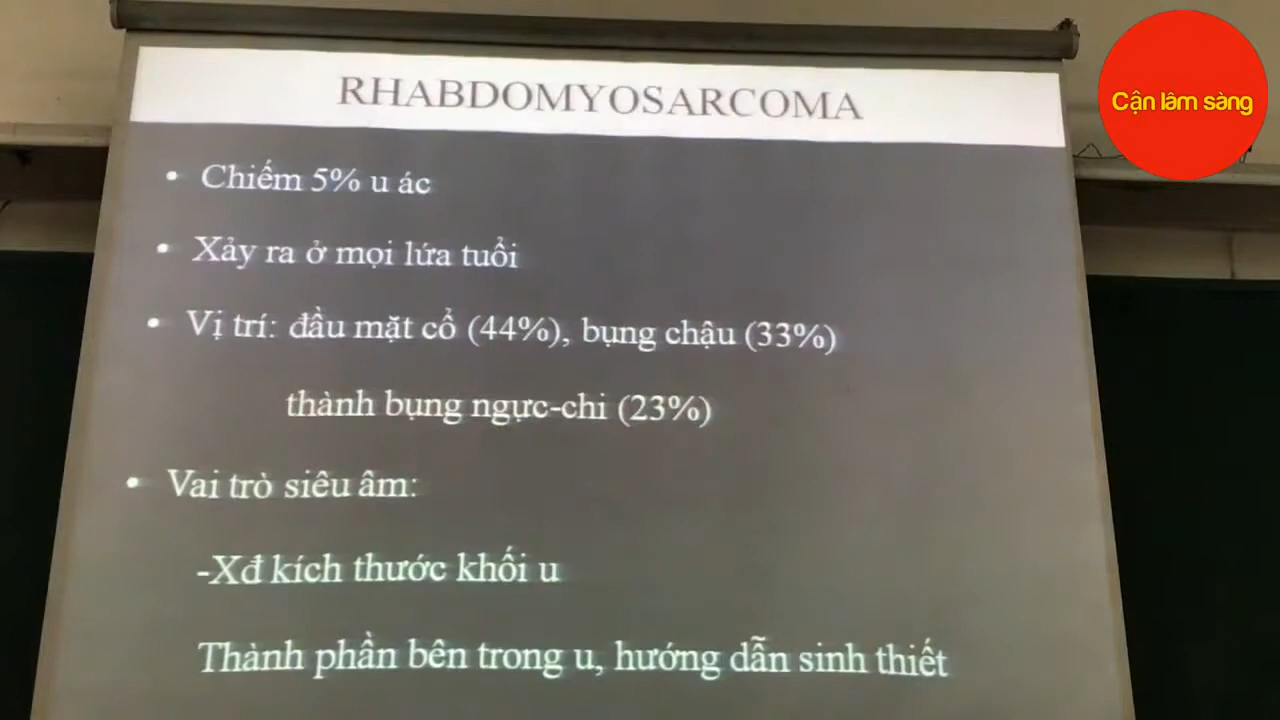 RHABDOMYOSARCOMA
Cận lâm sàng
• Chiếm 5% u ác
• Xảy ra ở mọi lứa tuổi
• Vị trí: đầu mặt cổ (44%), bụng chậu (33%)
thành bụng ngực-chi (23%)
• Vai trò siêu âm:
-Xđ kích thước khối u
Thành phần bên trong u, hướng dẫn sinh thiết